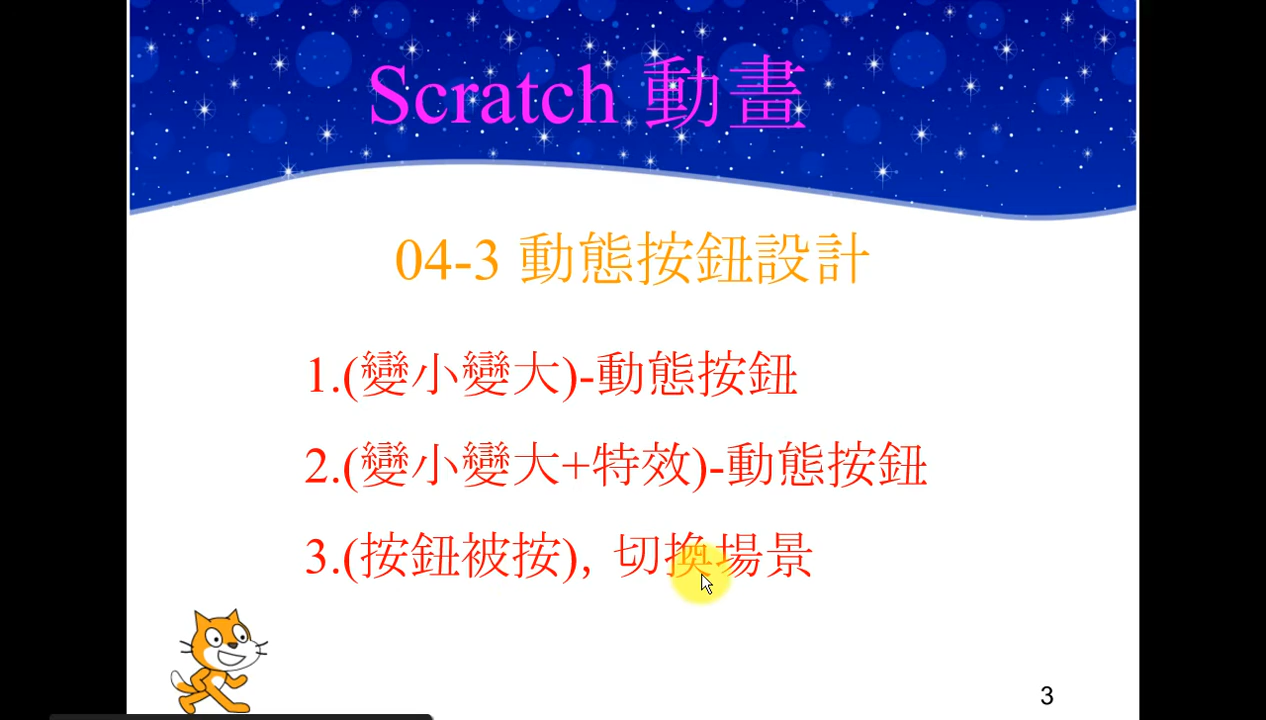 Scratch 動畫
04-3 動態按鈕設計
1.(變小變大)-動態按鈕
2.(變小變大+特效)-動態按鈕
3.(按鈕被按), 切換場景
3